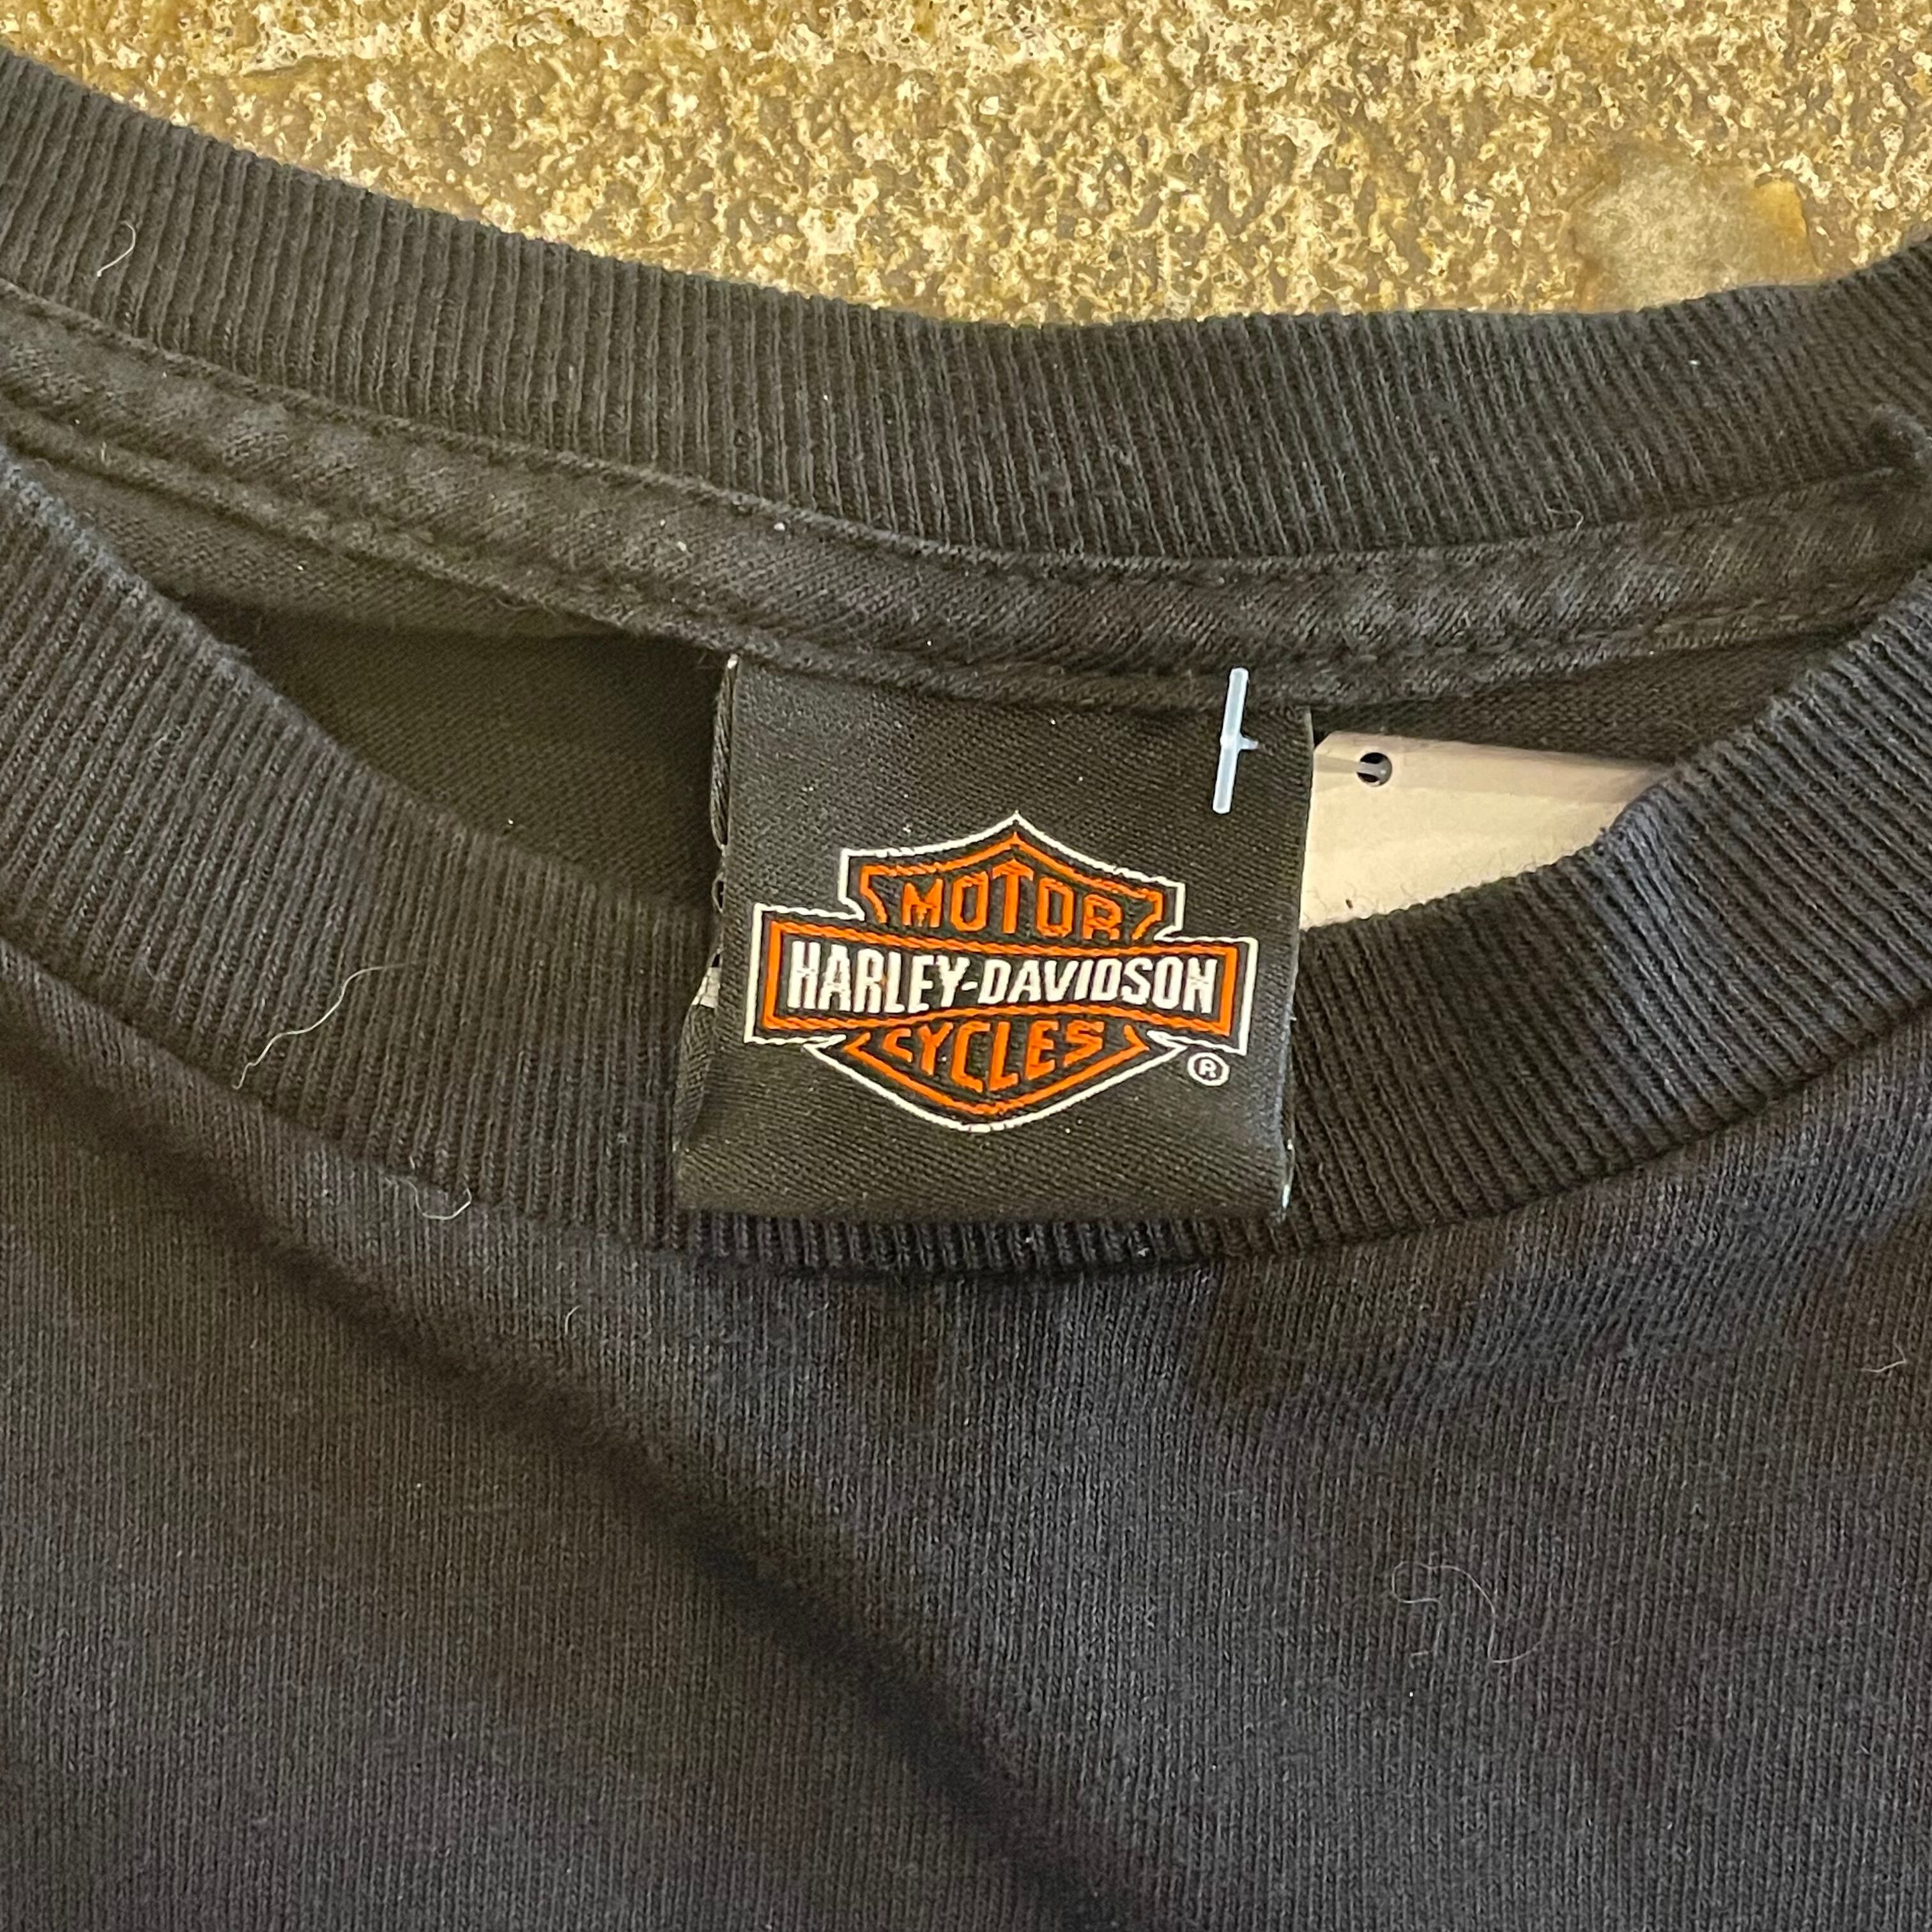 MOTOR
HARLEY-DAVIDSON
CYCLES
®